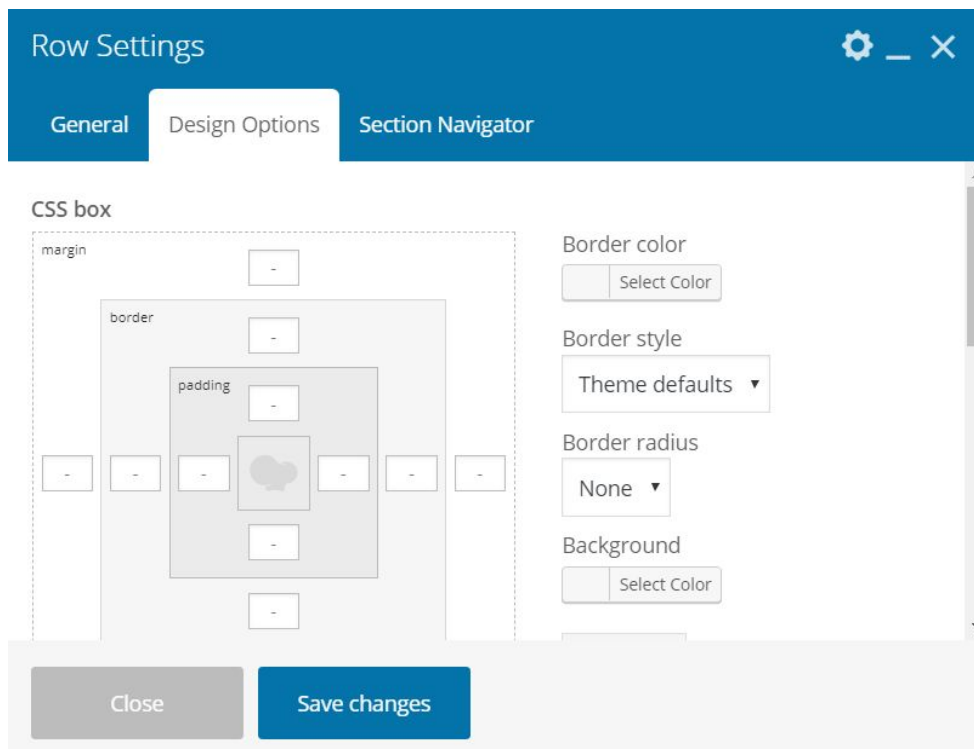 Row Settings
General Design Options Section Navigator
CSS box
margin
-
border
-
padding
-
- - - - - -
-
-
Border color
Select Color
Border style
Theme defaults
Border radius
None
Background
Select Color
Close Save changes